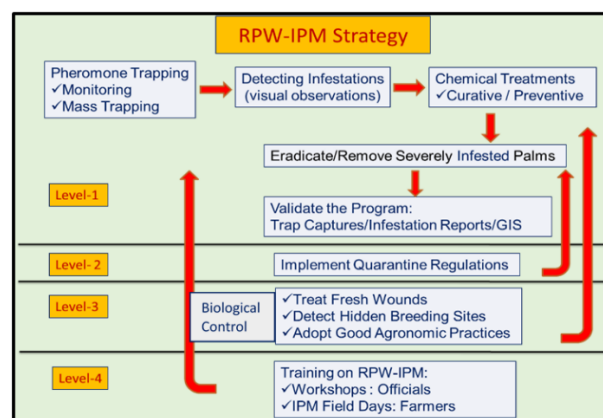 RPW-IPM Strategy
Pheromone Trapping
✓Monitoring
✓Mass Trapping
Detecting Infestations
(visual observations)
Chemical Treatments
✓Curative / Preventive
Eradicate/Remove Severely Infested Palms
Level-1
Validate the Program:
Trap Captures/Infestation Reports/GIS
Level- 2
Implement Quarantine Regulations
Level-3
Biological
Control
✓Treat Fresh Wounds
✓Detect Hidden Breeding Sites
✓Adopt Good Agronomic Practices
Level-4
Training on RPW-IPM:
✓Workshops : Officials
✓IPM Field Days: Farmers